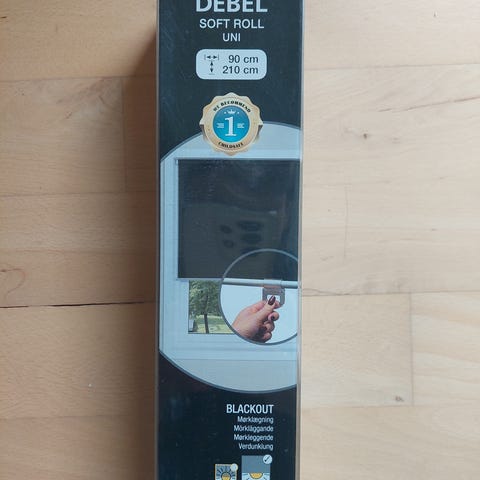 DEBEL
SOFT ROLL
UNI
90 cm
210 cm
WE RECOMMEND
1
CHILDSAFE
BLACKOUT
Mørklægning
Mörkläggande
Mørkleggende
Verdunklung